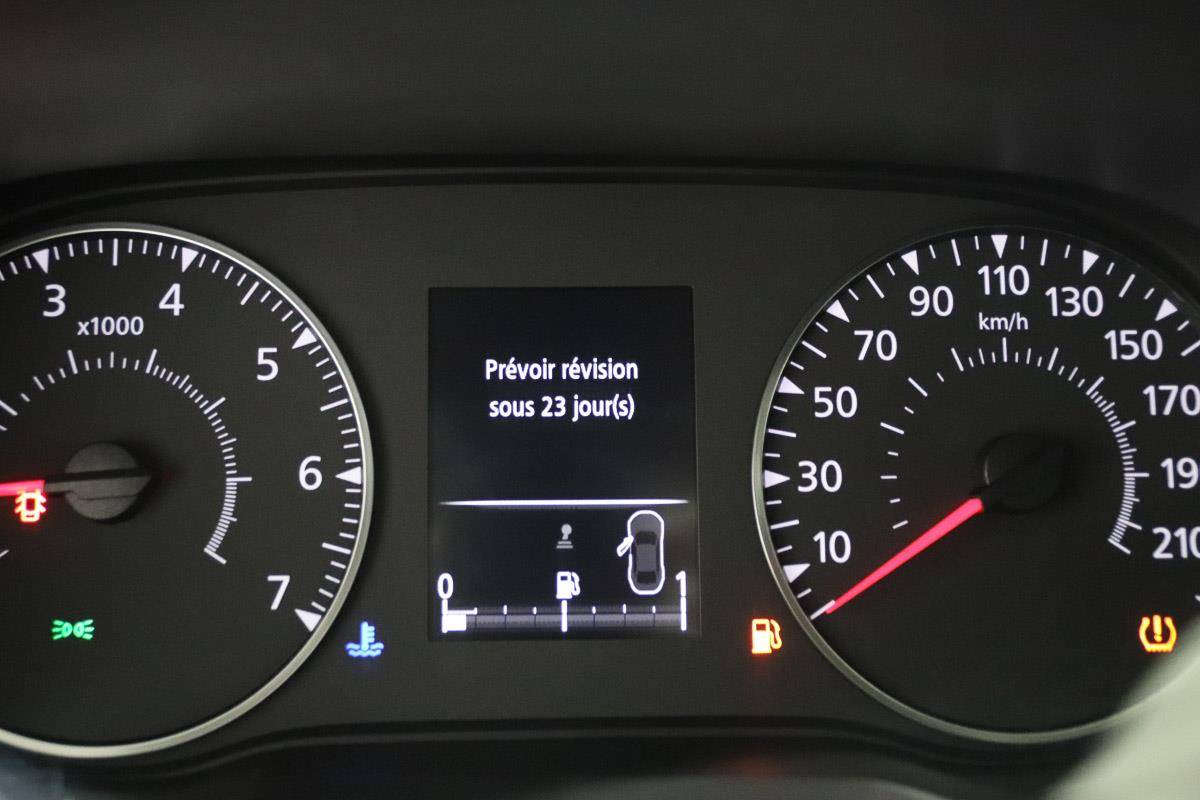 Prévoir révision
sous 23 jour(s)
0 1
3 4 5 6 7
x1000
10 30 50 70 90 110 130 150 170 19 210
km/h